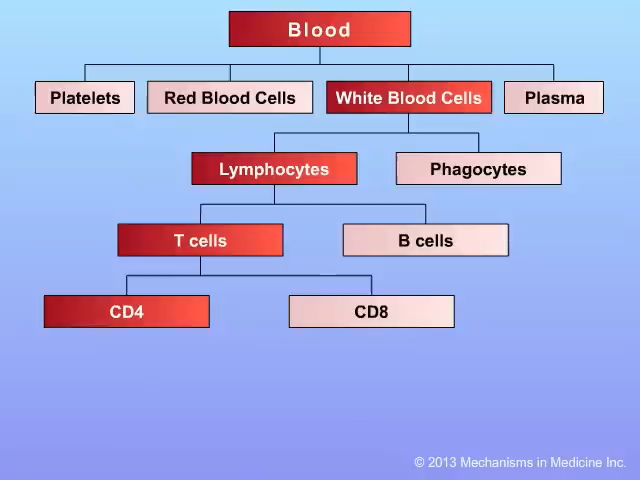 Blood
Platelets
Red Blood Cells
White Blood Cells
Plasma
Lymphocytes
Phagocytes
T cells
B cells
CD4
CD8
© 2013 Mechanisms in Medicine Inc.